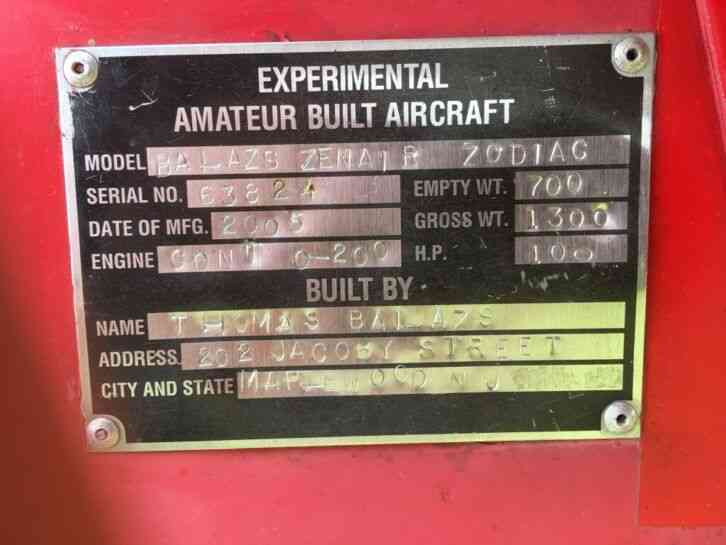 EXPERIMENTAL
AMATEUR BUILT AIRCRAFT
MODEL BALAZS ZENAIR ZODIAC
SERIAL NO. 63824 EMPTY WT. 700
DATE OF MFG. 2005 GROSS WT. 1300
ENGINE CONT O-200 H.P. 100
BUILT BY
NAME THOMAS BALAZS
ADDRESS 202 JACOBY STREET
CITY AND STATE MAPLEWOOD NJ